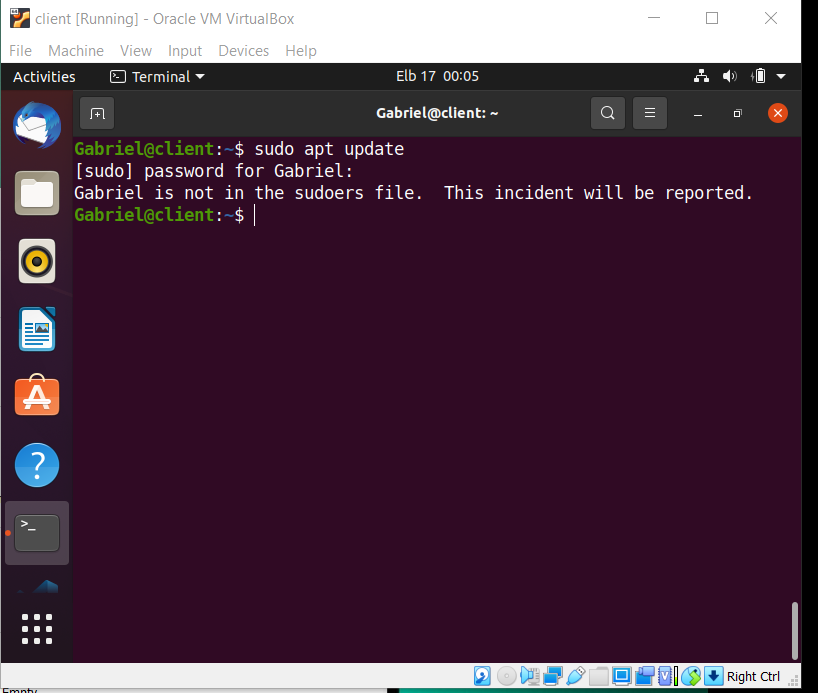 client [Running] - Oracle VM VirtualBox
File Machine View Input Devices Help
Activities Terminal Elb 17 00:05
Gabriel@client: ~
Gabriel@client:~$ sudo apt update
[sudo] password for Gabriel:
Gabriel is not in the sudoers file.  This incident will be reported.
Gabriel@client:~$
Right Ctrl
Empty